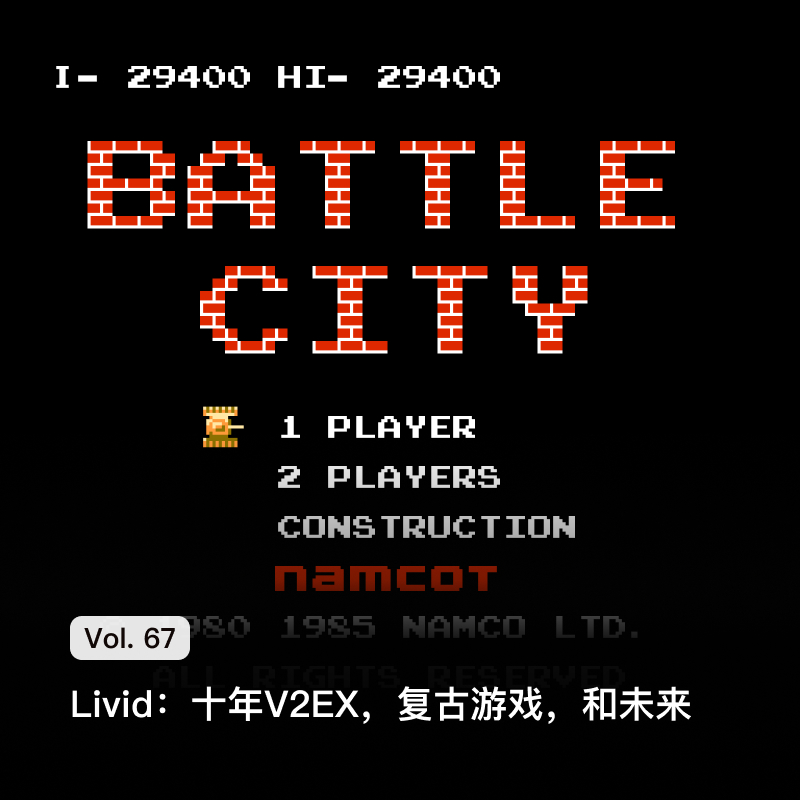 I- 29400 HI- 29400
BATTLE
CITY
1 PLAYER
2 PLAYERS
CONSTRUCTION
namcot
980 1985 NAMCO LTD.
Vol. 67
ALL RIGHTS RESERVED
Livid：十年V2EX，复古游戏，和未来